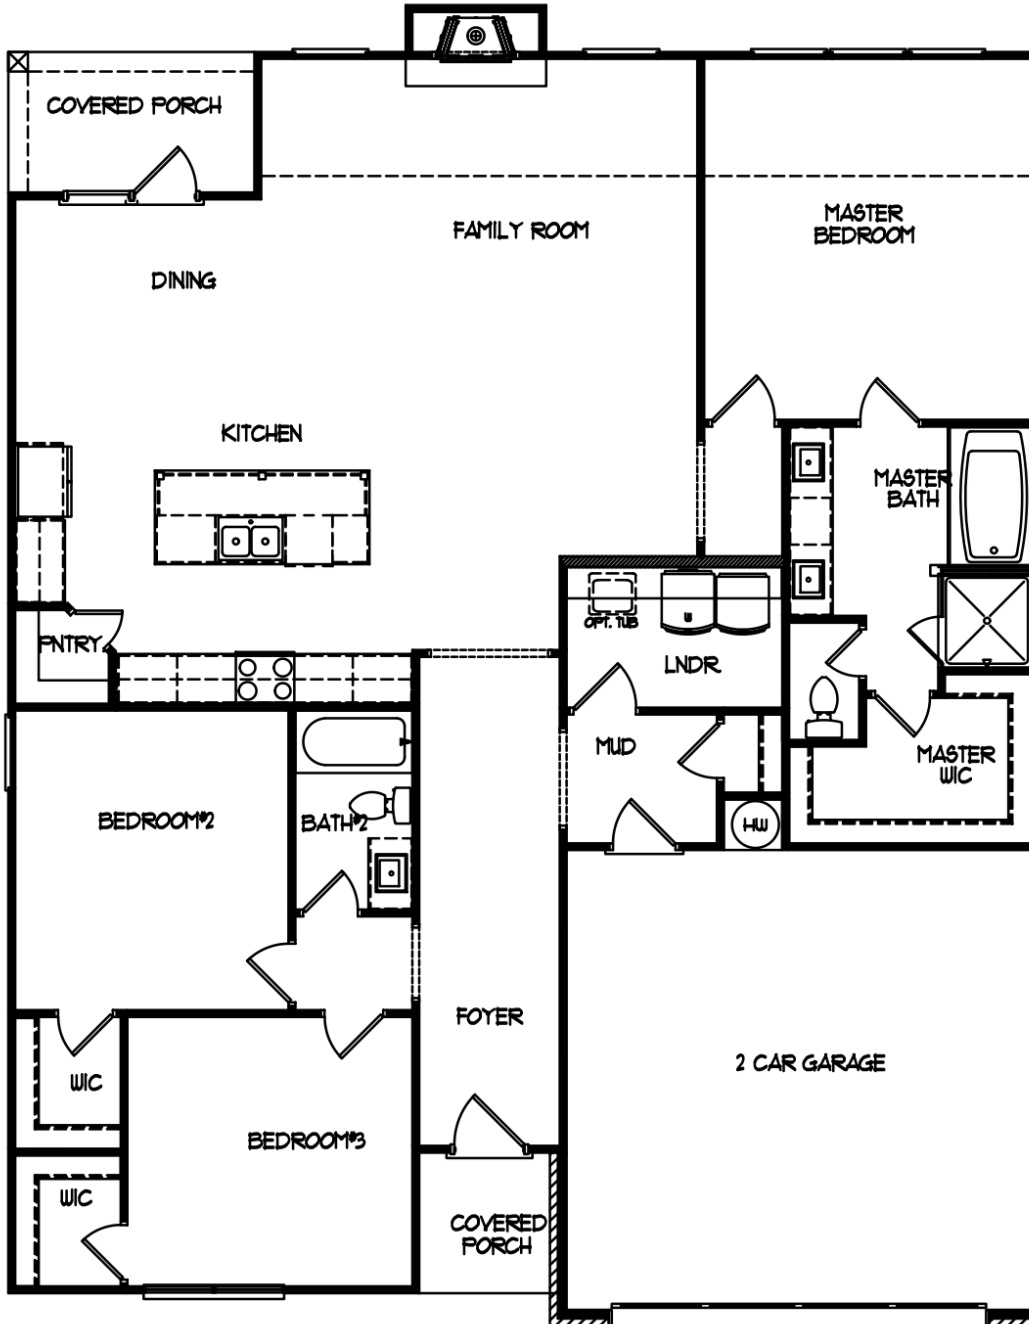 COVERED PORCH
FAMILY ROOM
MASTER
BEDROOM
DINING
KITCHEN
MASTER
BATH
OPT. TUB
W
PNTRY
LNDR
MUD
MASTER
WIC
BEDROOM#2
BATH#2
HW
FOYER
2 CAR GARAGE
WIC
BEDROOM#3
WIC
COVERED
PORCH